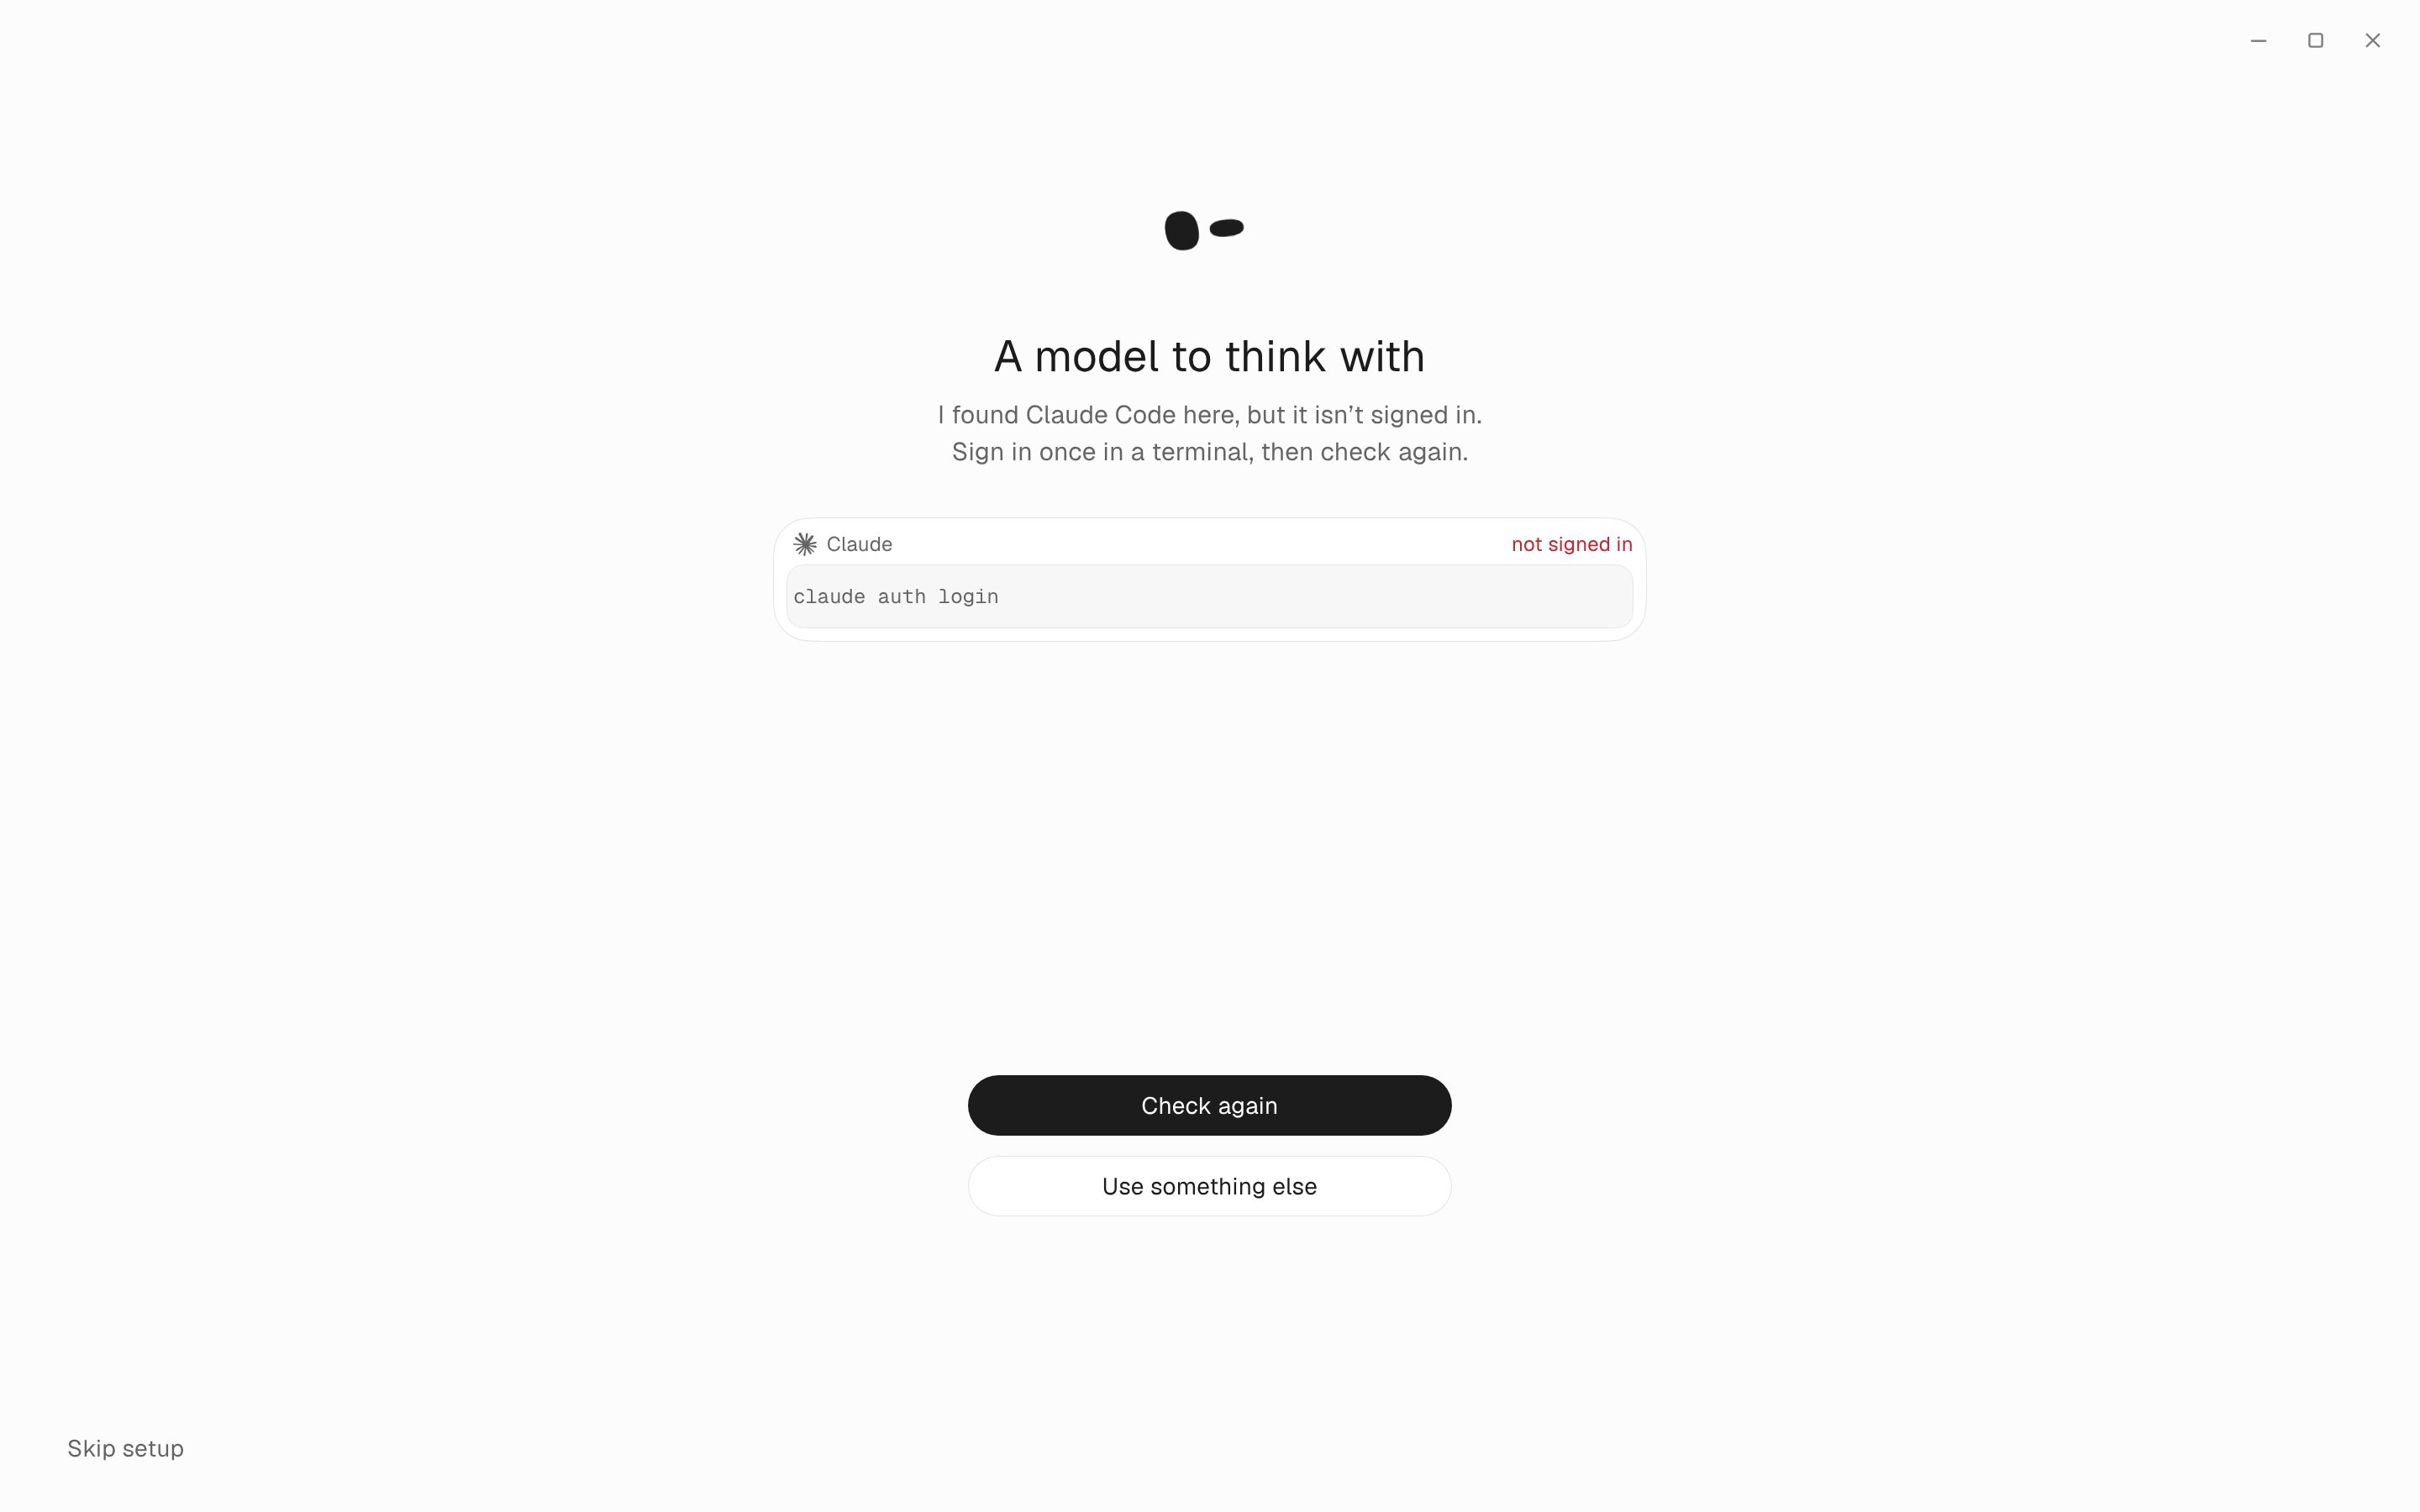 A model to think with
I found Claude Code here, but it isn’t signed in.
Sign in once in a terminal, then check again.
Claude
not signed in
claude auth login
Check again
Use something else
Skip setup